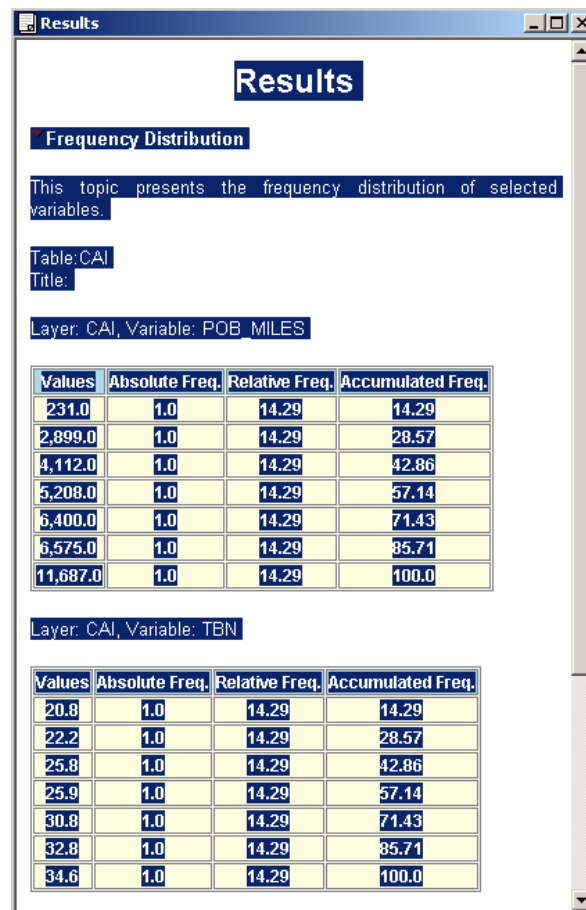 Results
Results
Frequency Distribution
This topic presents the frequency distribution of selected
variables.
Table:CAI
Title:
Layer: CAI, Variable: POB_MILES
Values Absolute Freq. Relative Freq. Accumulated Freq.
231.0 1.0 14.29 14.29
2,899.0 1.0 14.29 28.57
4,112.0 1.0 14.29 42.86
5,208.0 1.0 14.29 57.14
6,400.0 1.0 14.29 71.43
6,575.0 1.0 14.29 85.71
11,687.0 1.0 14.29 100.0
Layer: CAI, Variable: TBN
Values Absolute Freq. Relative Freq. Accumulated Freq.
20.8 1.0 14.29 14.29
22.2 1.0 14.29 28.57
25.8 1.0 14.29 42.86
25.9 1.0 14.29 57.14
30.8 1.0 14.29 71.43
32.8 1.0 14.29 85.71
34.6 1.0 14.29 100.0